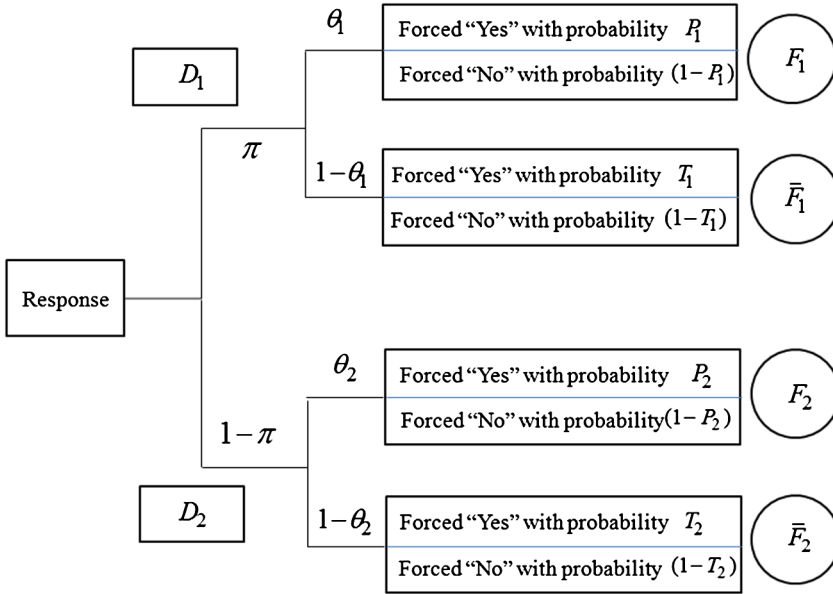 θ₁
Forced “Yes” with probability P₁
F₁
D₁
Forced “No” with probability (1−P₁)
π
1−θ₁
Forced “Yes” with probability T₁
F̄₁
Forced “No” with probability (1−T₁)
Response
θ₂
Forced “Yes” with probability P₂
F₂
Forced “No” with probability(1−P₂)
1−π
D₂
1−θ₂
Forced “Yes” with probability T₂
F̄₂
Forced “No” with probability (1−T₂)